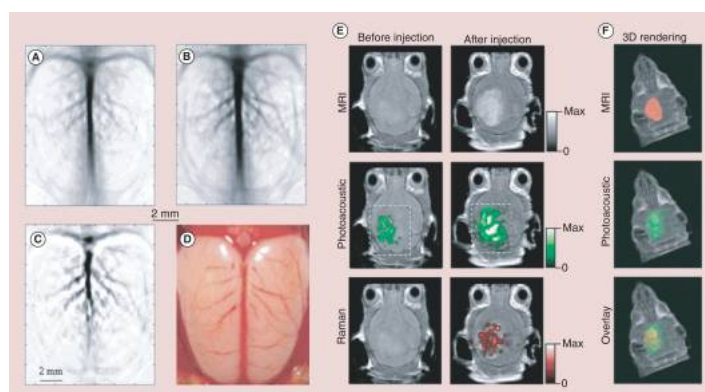 A
B
2 mm
C
2 mm
D
E
Before injection
After injection
MRI
Max
0
Photoacoustic
Max
0
Raman
Max
0
F
3D rendering
MRI
Photoacoustic
Overlay